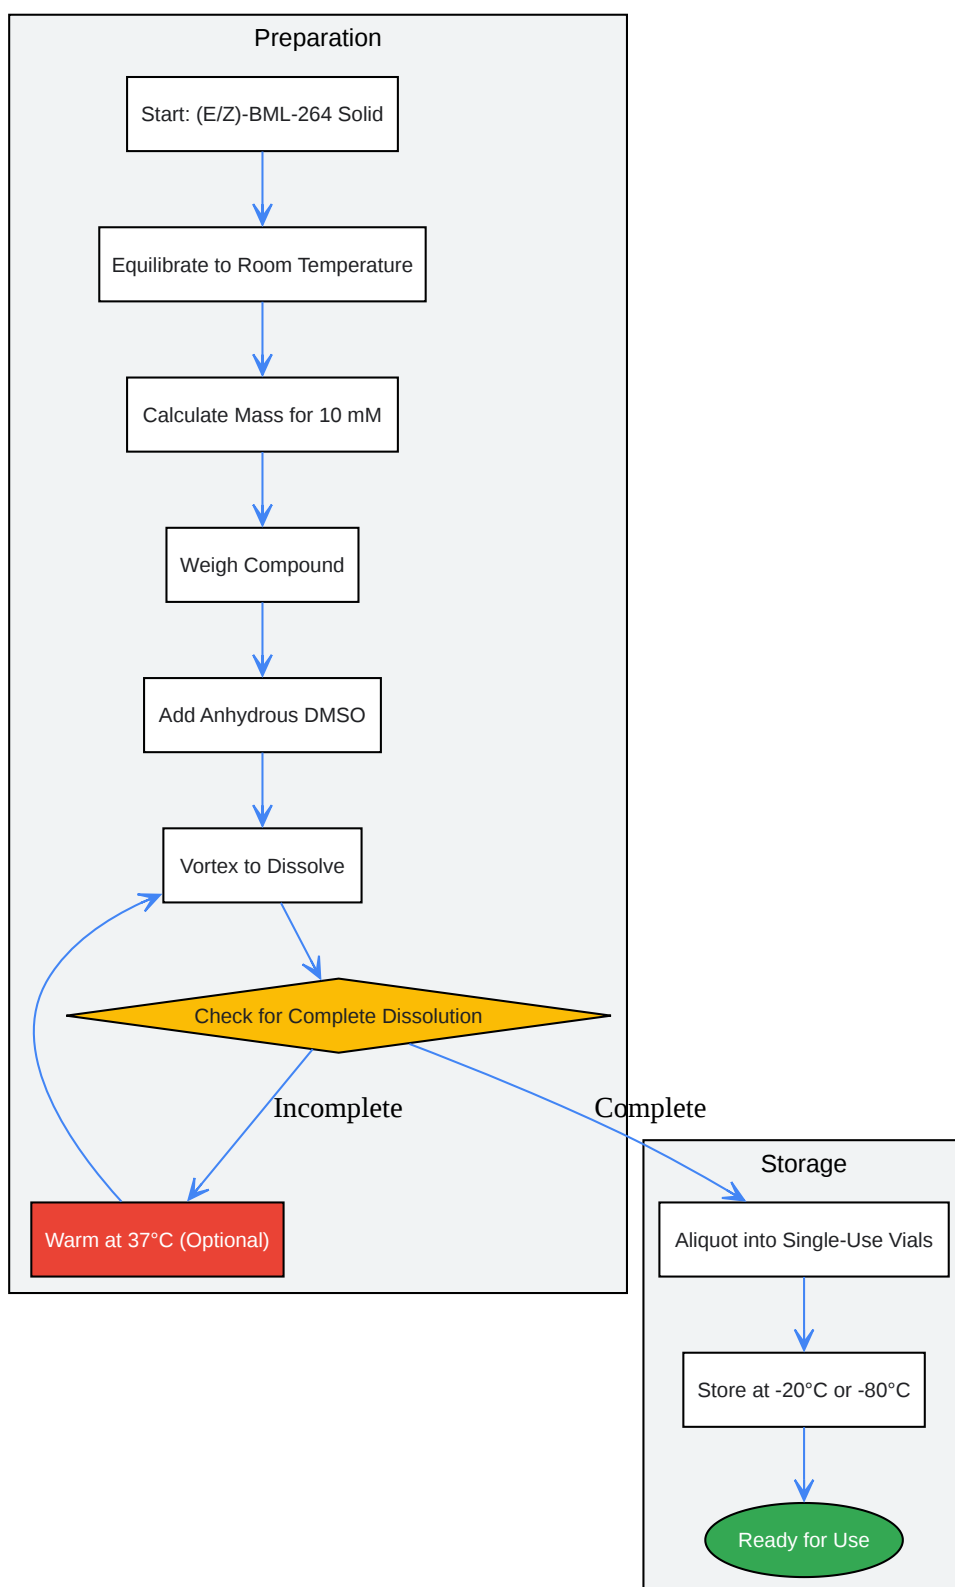 Preparation
Start: (E/Z)-BML-264 Solid
Equilibrate to Room Temperature
Calculate Mass for 10 mM
Weigh Compound
Add Anhydrous DMSO
Vortex to Dissolve
Check for Complete Dissolution
Incomplete
Complete
Warm at 37°C (Optional)
Storage
Aliquot into Single-Use Vials
Store at -20°C or -80°C
Ready for Use